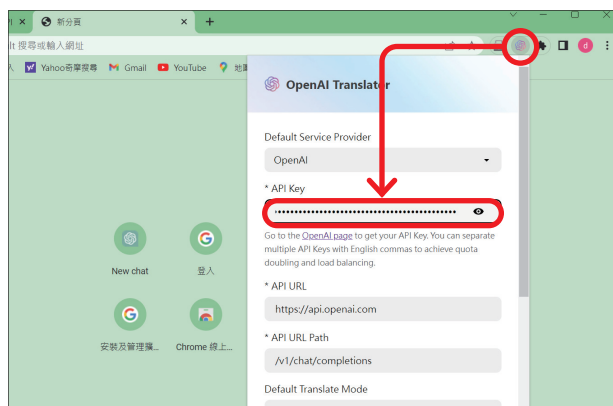 新分頁
搜尋或輸入網址
Yahoo奇摩搜尋 Gmail YouTube
d
OpenAI Translator
Default Service Provider
OpenAI
* API Key
Go to the OpenAI page to get your API Key. You can separate
multiple API Keys with English commas to achieve quota
doubling and load balancing.
* API URL
https://api.openai.com
* API URL Path
/v1/chat/completions
Default Translate Mode
New chat 登入
安裝及管理擴... Chrome 線上...